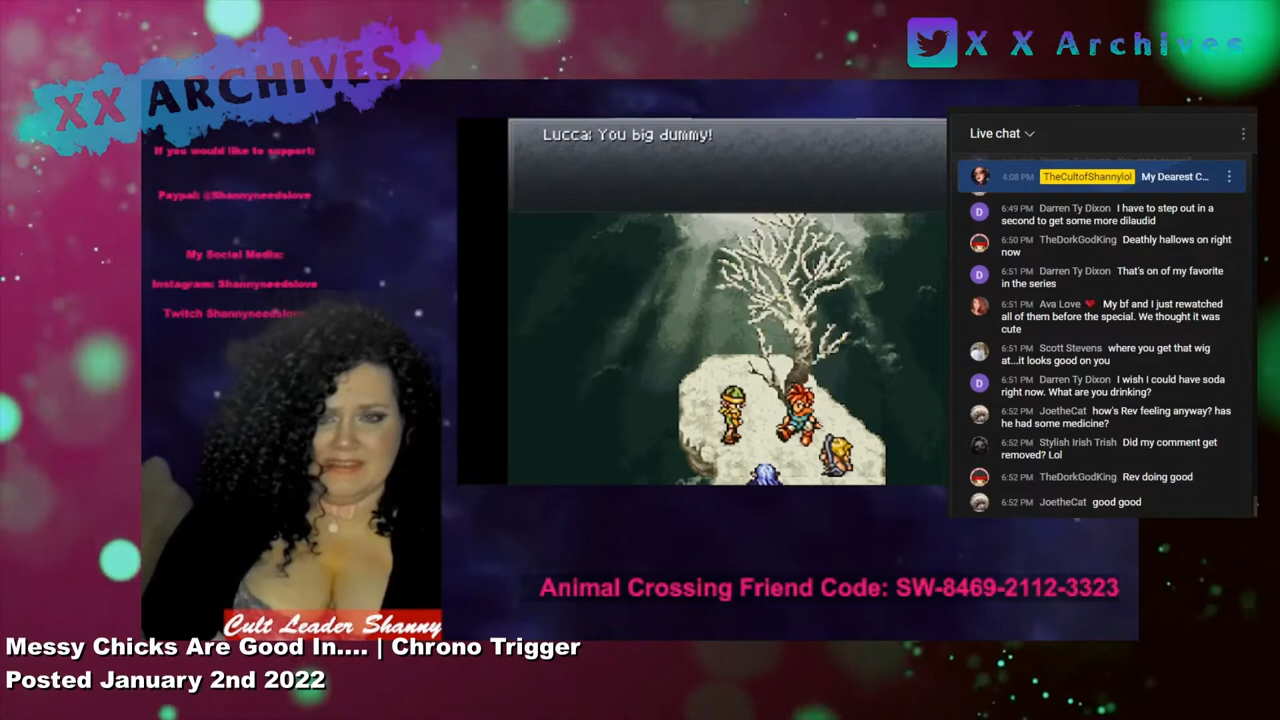 XX ARCHIVES
X X Archives
If you would like to support:
Paypal: @Shannyneedslove
My Social Media:
Instagram: Shannyneedslove
Twitch Shannyneedslove
Lucca: You big dummy!
Live chat
4:08 PM TheCultofShannylol My Dearest C...
6:49 PM Darren Ty Dixon I have to step out in a
second to get some more dilaudid
6:50 PM TheDorkGodKing Deathly hallows on right
now
6:51 PM Darren Ty Dixon That's on of my favorite
in the series
6:51 PM Ava Love My bf and I just rewatched
all of them before the special. We thought it was
cute
6:51 PM Scott Stevens where you get that wig
at...it looks good on you
6:51 PM Darren Ty Dixon I wish I could have soda
right now. What are you drinking?
6:52 PM JoetheCat how's Rev feeling anyway? has
he had some medicine?
6:52 PM Stylish Irish Trish Did my comment get
removed? Lol
6:52 PM TheDorkGodKing Rev doing good
6:52 PM JoetheCat good good
Animal Crossing Friend Code: SW-8469-2112-3323
Cult Leader Shanny
Messy Chicks Are Good In.... | Chrono Trigger
Posted January 2nd 2022